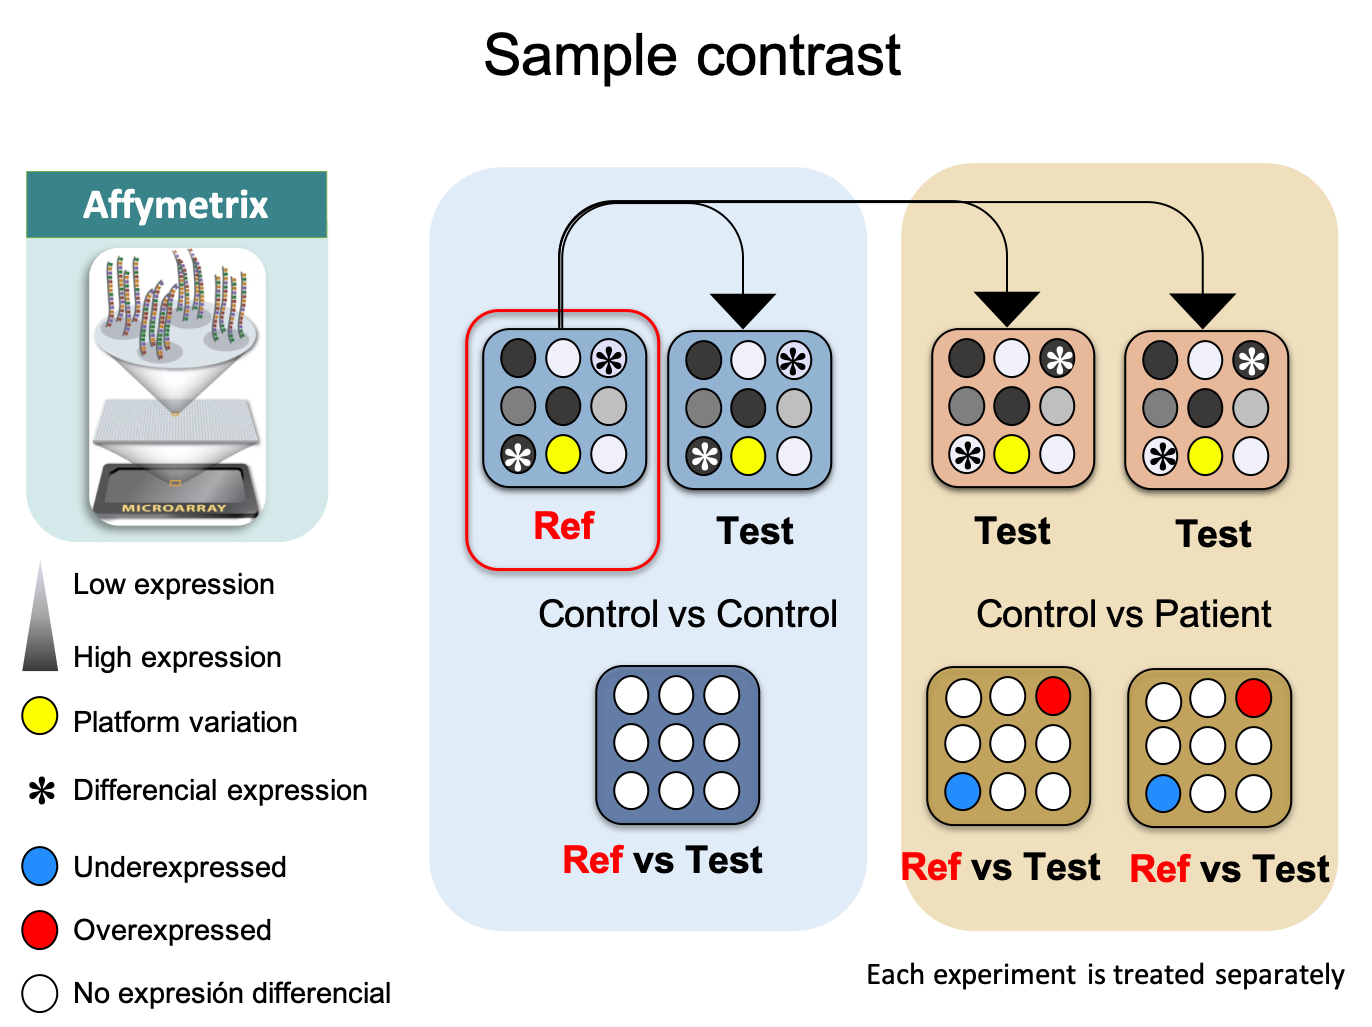 Sample contrast
Affymetrix
MICROARRAY
Low expression
High expression
Platform variation
* Differencial expression
Underexpressed
Overexpressed
No expresión differencial
* *
* *
Ref
Test
Control vs Control
Ref vs Test
* *
* *
Test
Test
Control vs Patient
Ref vs Test
Ref vs Test
Each experiment is treated separately